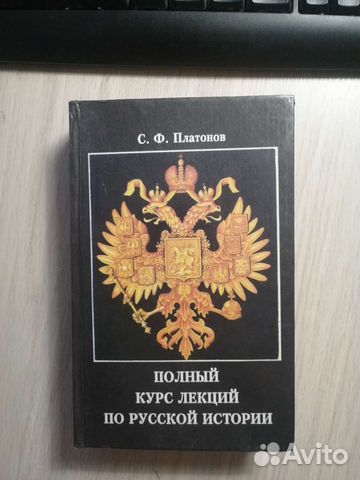 С. Ф. Платонов
ПОЛНЫЙ
КУРС ЛЕКЦИЙ
ПО РУССКОЙ ИСТОРИИ
Avito